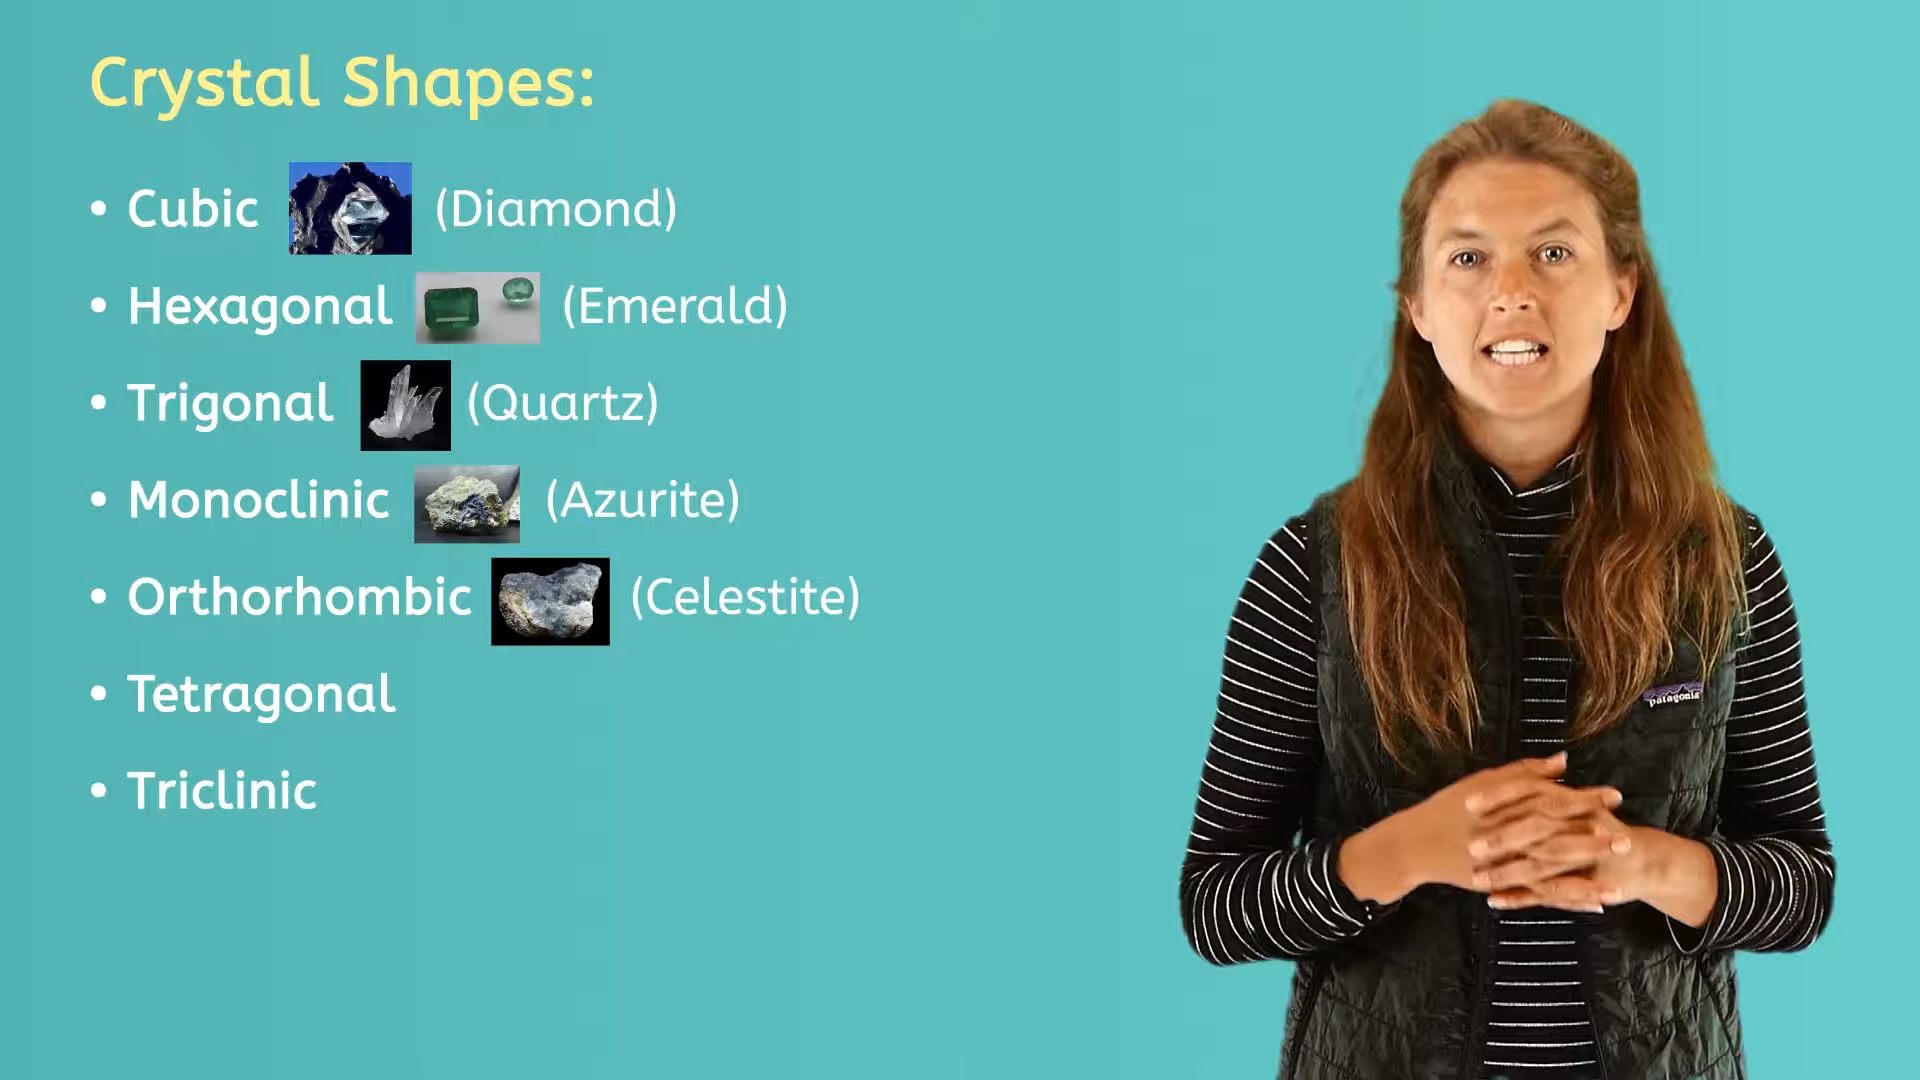 Crystal Shapes:
• Cubic (Diamond)
• Hexagonal (Emerald)
• Trigonal (Quartz)
• Monoclinic (Azurite)
• Orthorhombic (Celestite)
• Tetragonal
• Triclinic
patagonia